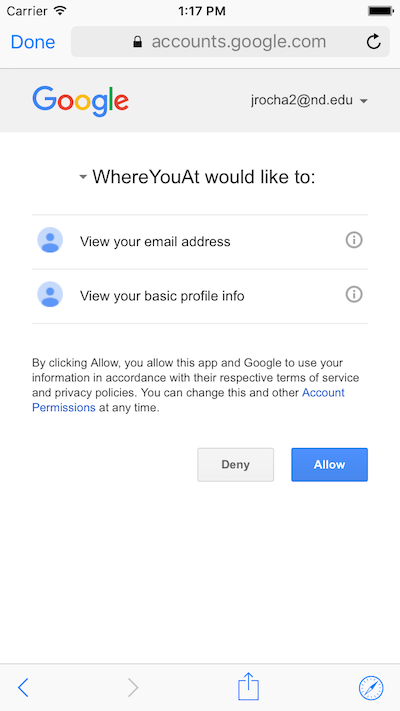 Carrier 1:17 PM
Done accounts.google.com
Google jrocha2@nd.edu
WhereYouAt would like to:
View your email address
View your basic profile info
By clicking Allow, you allow this app and Google to use your
information in accordance with their respective terms of service
and privacy policies. You can change this and other Account
Permissions at any time.
Deny Allow